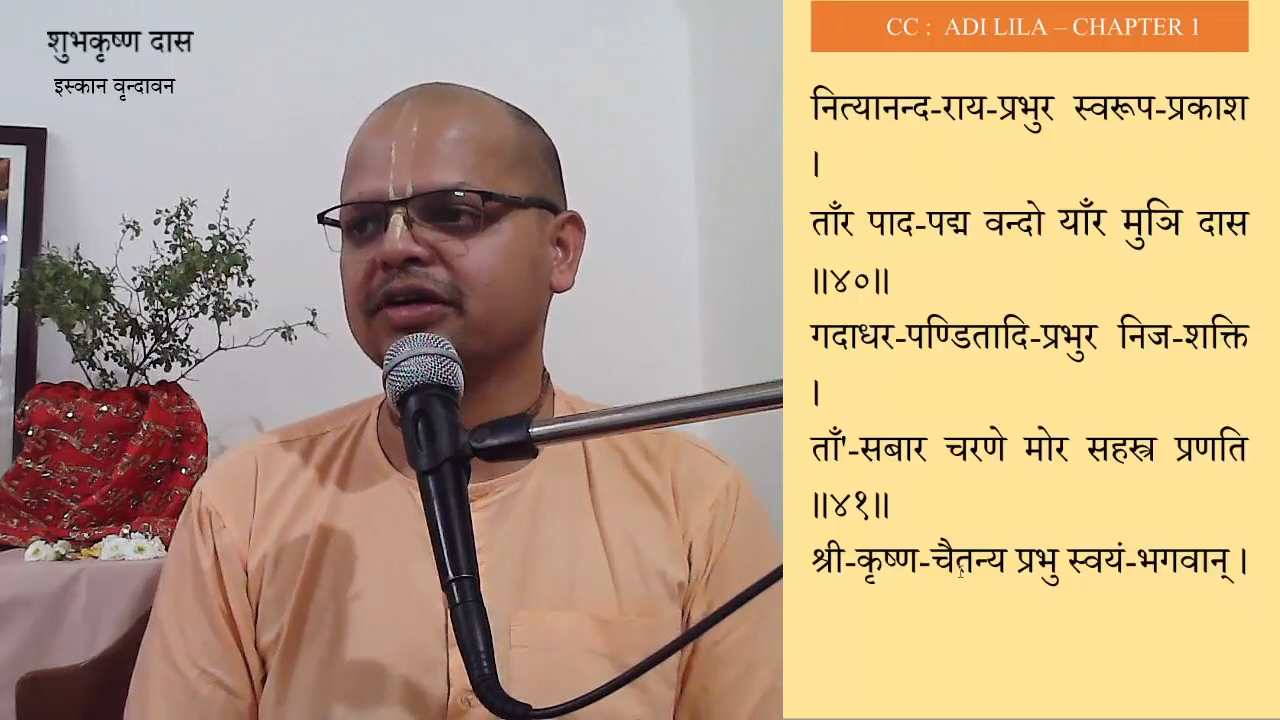 शुभकृष्ण दास
इस्कान वृन्दावन
CC : ADI LILA – CHAPTER 1
नित्यानन्द-राय-प्रभुर स्वरूप-प्रकाश
।
ताँर पाद-पद्म वन्दो याँर मुञि दास
॥४०॥
गदाधर-पण्डितादि-प्रभुर निज-शक्ति
।
ताँ'-सबार चरणे मोर सहस्त्र प्रणति
॥४१॥
श्री-कृष्ण-चैतन्य प्रभु स्वयं-भगवान् ।